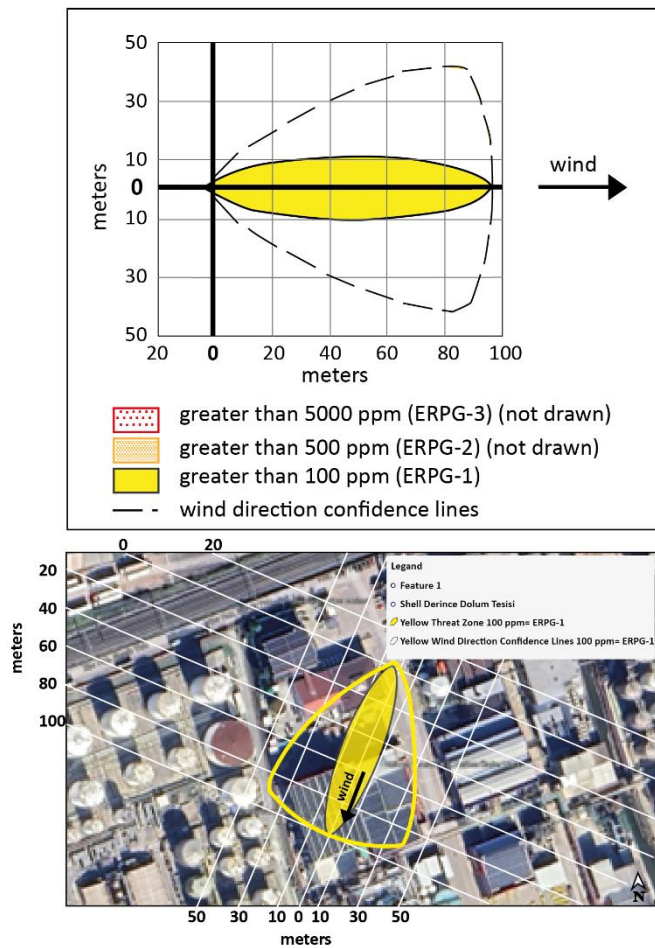 50
30
10
0
10
30
50
meters
20 0 20 40 60 80 100
meters
wind
greater than 5000 ppm (ERPG-3) (not drawn)
greater than 500 ppm (ERPG-2) (not drawn)
greater than 100 ppm (ERPG-1)
wind direction confidence lines
0 20
20
40
60
80
100
meters
Legand
Feature 1
Shell Derince Dolum Tesisi
Yellow Threat Zone 100 ppm= ERPG-1
Yellow Wind Direction Confidence Lines 100 ppm= ERPG-1
wind
N
50 30 10 0 10 30 50
meters